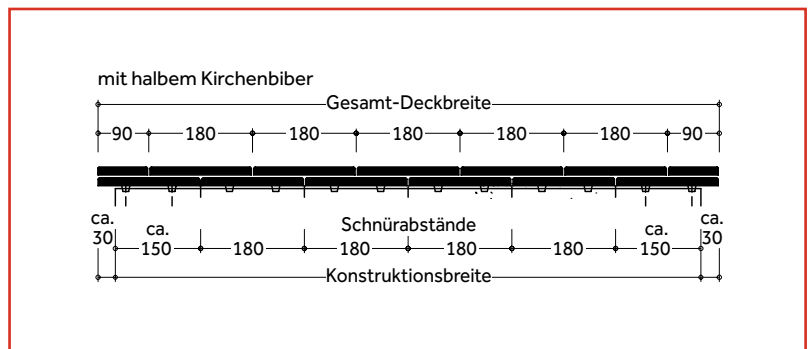 mit halbem Kirchenbiber
Gesamt-Deckbreite
90 180 180 180 180 180 90
ca. ca. Schnürabstände ca. ca.
30 150 180 180 180 180 150 30
Konstruktionsbreite